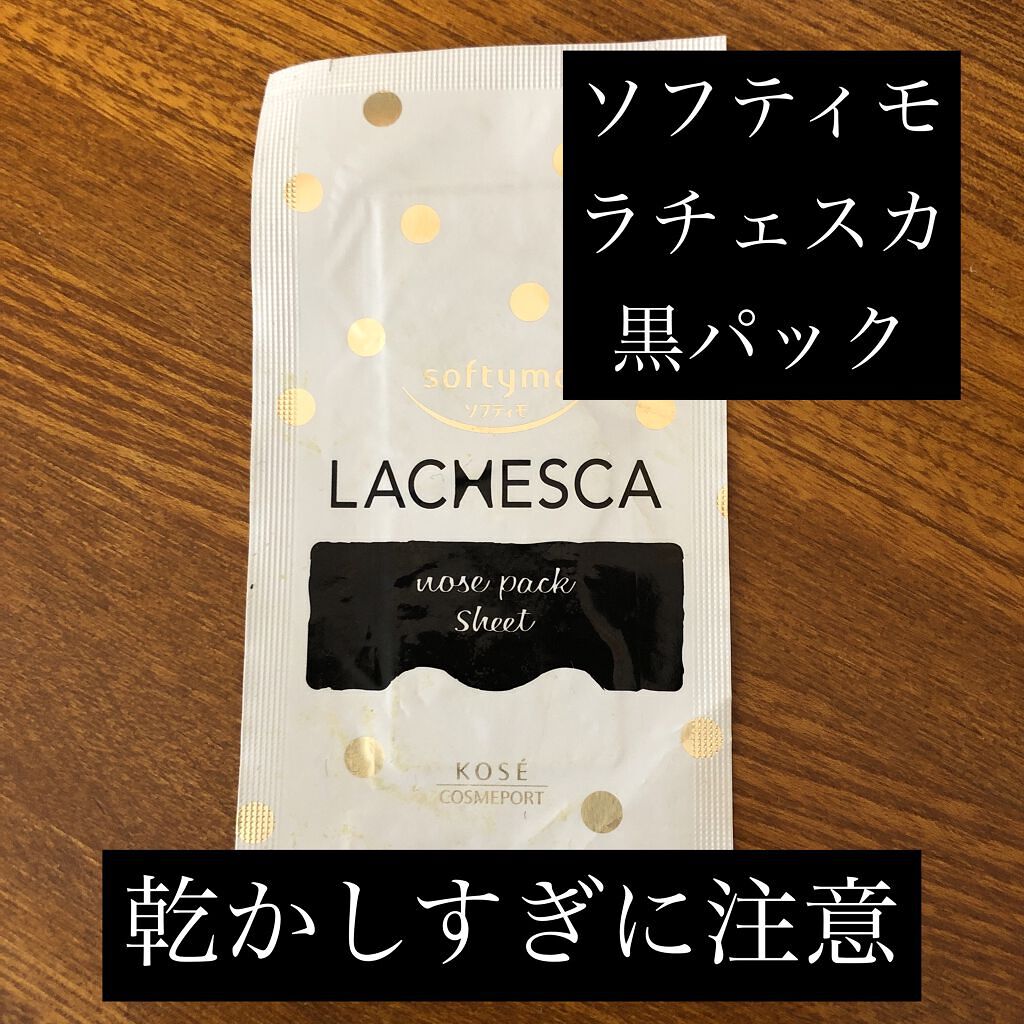 ソフティモ
ラチェスカ
黒パック
softymo
ソフティモ
LACHESCA
nose pack
sheet
KOSÉ
COSMEPORT
乾かしすぎに注意